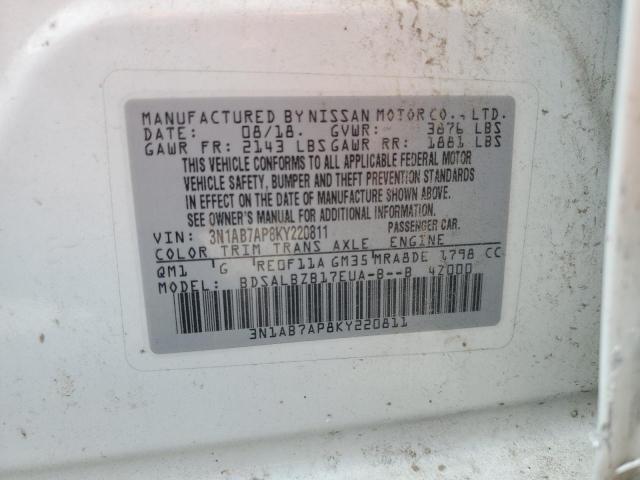 MANUFACTURED BY NISSAN MOTOR CO., LTD.
DATE: 08/18. GVWR 3876 LBS
GAWR FR: 2143 LBS GAWR RR: 1881 LBS
THIS VEHICLE CONFORMS TO ALL APPLICABLE FEDERAL MOTOR
VEHICLE SAFETY, BUMPER AND THEFT PREVENTION STANDARDS
IN EFFECT ON THE DATE OF MANUFACTURE SHOWN ABOVE.
SEE OWNER'S MANUAL FOR ADDITIONAL INFORMATION.
VIN: 3N1AB7AP8KY220811 PASSENGER CAR.
COLOR TRIM TRANS AXLE ENGINE
QM1 G RE0F11A GM35 MRA8DE 1798 CC
MODEL: BDSALBZB17EUA-B--B 4Z000
3N1AB7AP8KY220811